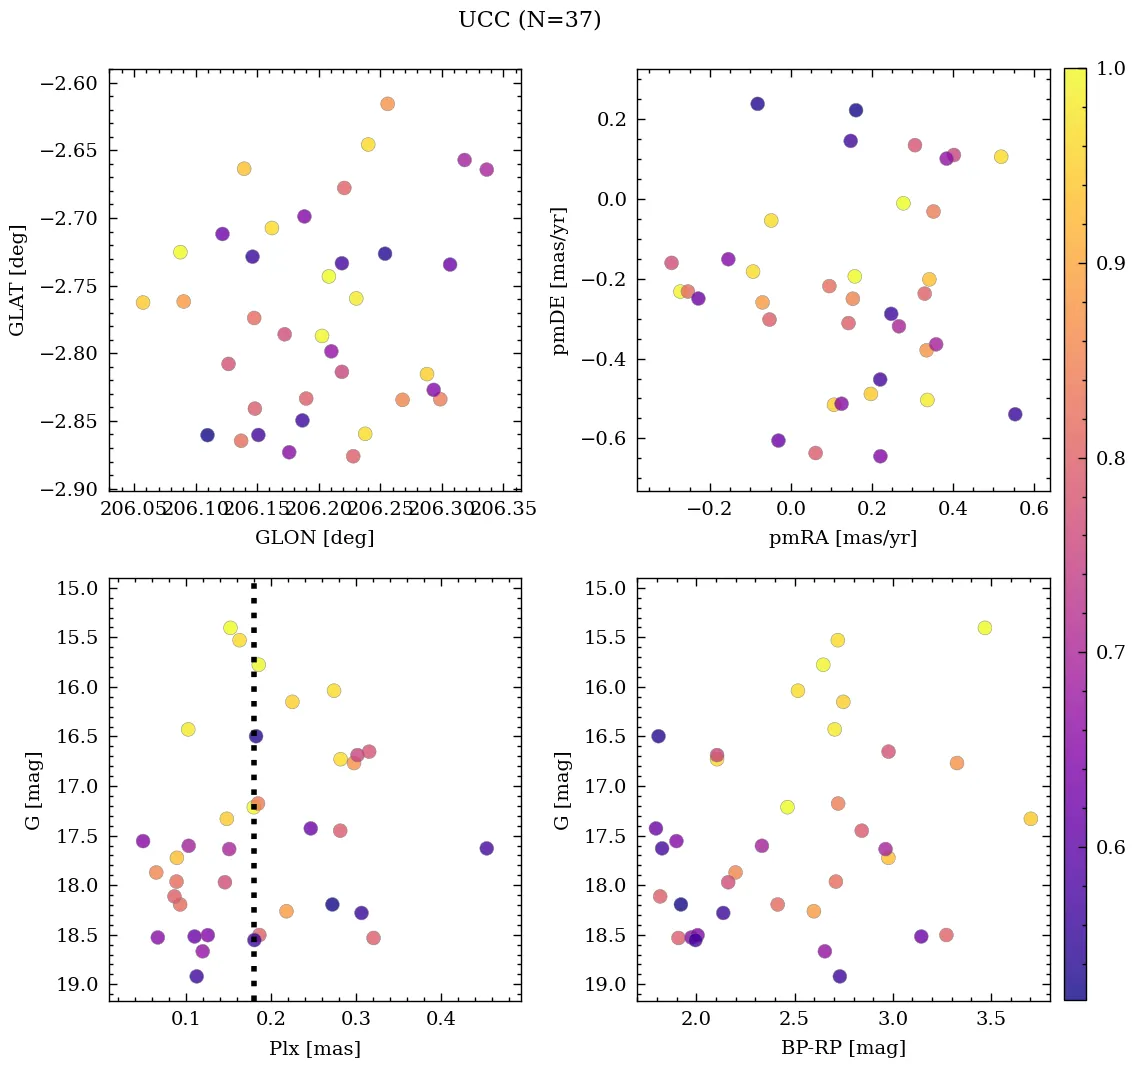 UCC (N=37)
−2.60
−2.65
−2.70
−2.75
−2.80
−2.85
−2.90
GLAT [deg]
206.05 206.10 206.15 206.20 206.25 206.30 206.35
GLON [deg]
0.2
0.0
−0.2
−0.4
−0.6
pmDE [mas/yr]
−0.2 0.0 0.2 0.4 0.6
pmRA [mas/yr]
1.0
0.9
0.8
0.7
0.6
15.0
15.5
16.0
16.5
17.0
17.5
18.0
18.5
19.0
G [mag]
0.1 0.2 0.3 0.4
Plx [mas]
15.0
15.5
16.0
16.5
17.0
17.5
18.0
18.5
19.0
G [mag]
2.0 2.5 3.0 3.5
BP-RP [mag]